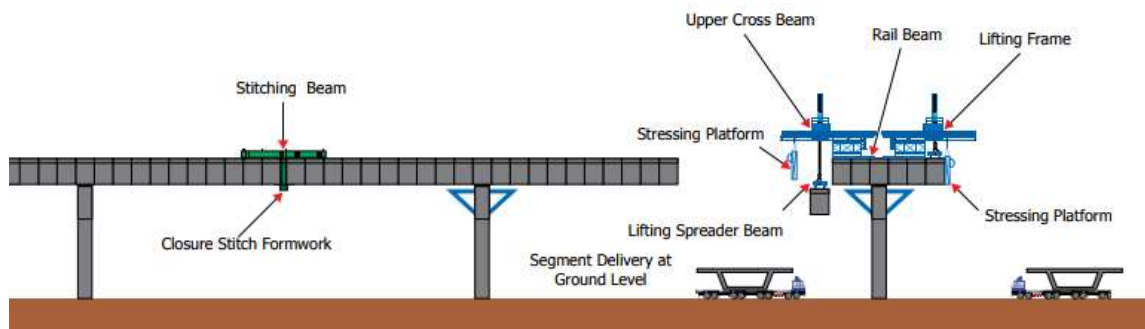 Upper Cross Beam
Rail Beam
Lifting Frame
Stitching Beam
Stressing Platform
Closure Stitch Formwork
Lifting Spreader Beam
Stressing Platform
Segment Delivery at
Ground Level